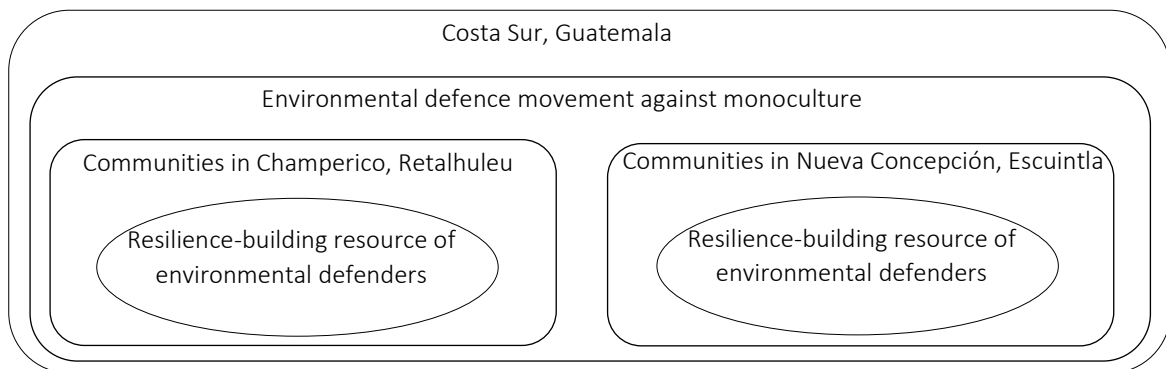 Costa Sur, Guatemala
Environmental defence movement against monoculture
Communities in Champerico, Retalhuleu
Resilience-building resource of
environmental defenders
Communities in Nueva Concepción, Escuintla
Resilience-building resource of
environmental defenders